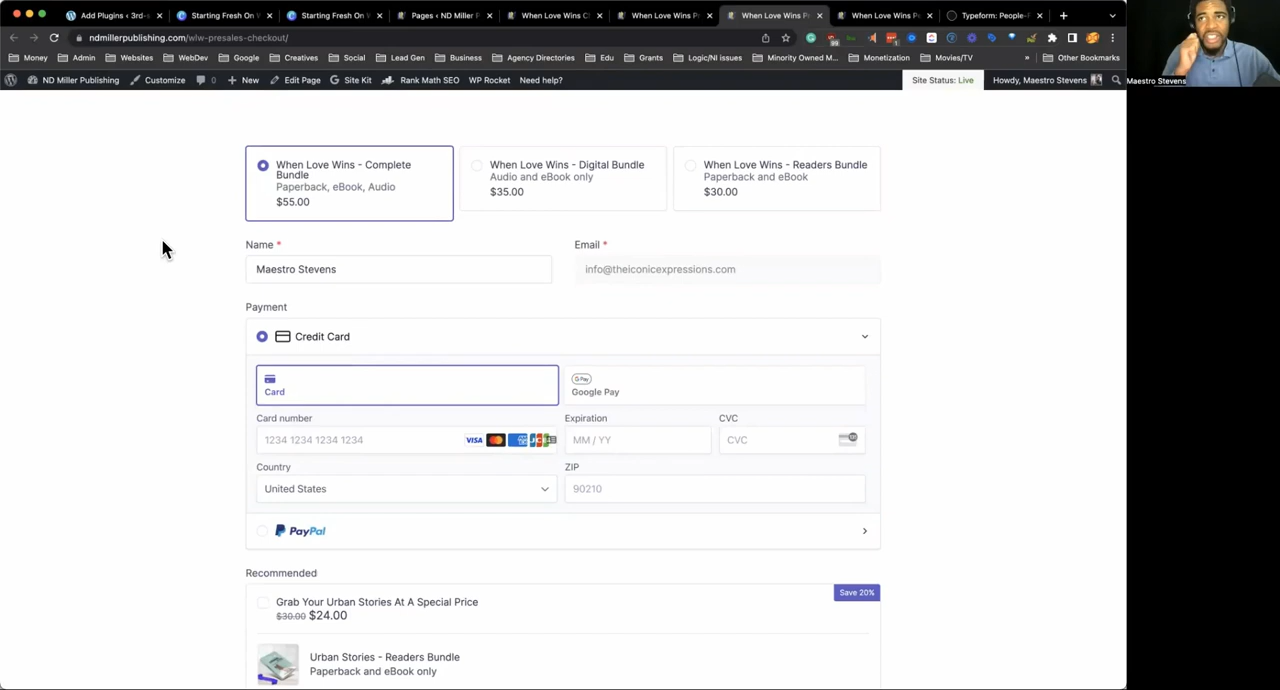 Add Plugins ‹ 3rd-s
Starting Fresh On V
Starting Fresh On V
Pages ‹ ND Miller P
When Love Wins C
When Love Wins P
When Love Wins P
When Love Wins P
Typeform: People-F
ndmillerpublishing.com/wlw-presales-checkout/
Money
Admin
Websites
WebDev
Google
Creatives
Social
Lead Gen
Business
Agency Directories
Edu
Grants
Logic/NI issues
Minority Owned M...
Monetization
Movies/TV
»
Other Bookmarks
ND Miller Publishing
Customize
0
New
Edit Page
Site Kit
Rank Math SEO
WP Rocket
Need help?
Site Status: Live
Howdy, Maestro Stevens
Maestro Stevens
When Love Wins - Complete
Bundle
Paperback, eBook, Audio
$55.00
When Love Wins - Digital Bundle
Audio and eBook only
$35.00
When Love Wins - Readers Bundle
Paperback and eBook
$30.00
Name *
Email *
Maestro Stevens
info@theiconicexpressions.com
Payment
Credit Card
Card
G Pay
Google Pay
Card number
Expiration
CVC
1234 1234 1234 1234
VISA
MM / YY
CVC
Country
ZIP
United States
90210
PayPal
Recommended
Save 20%
Grab Your Urban Stories At A Special Price
$30.00 $24.00
Urban Stories - Readers Bundle
Paperback and eBook only